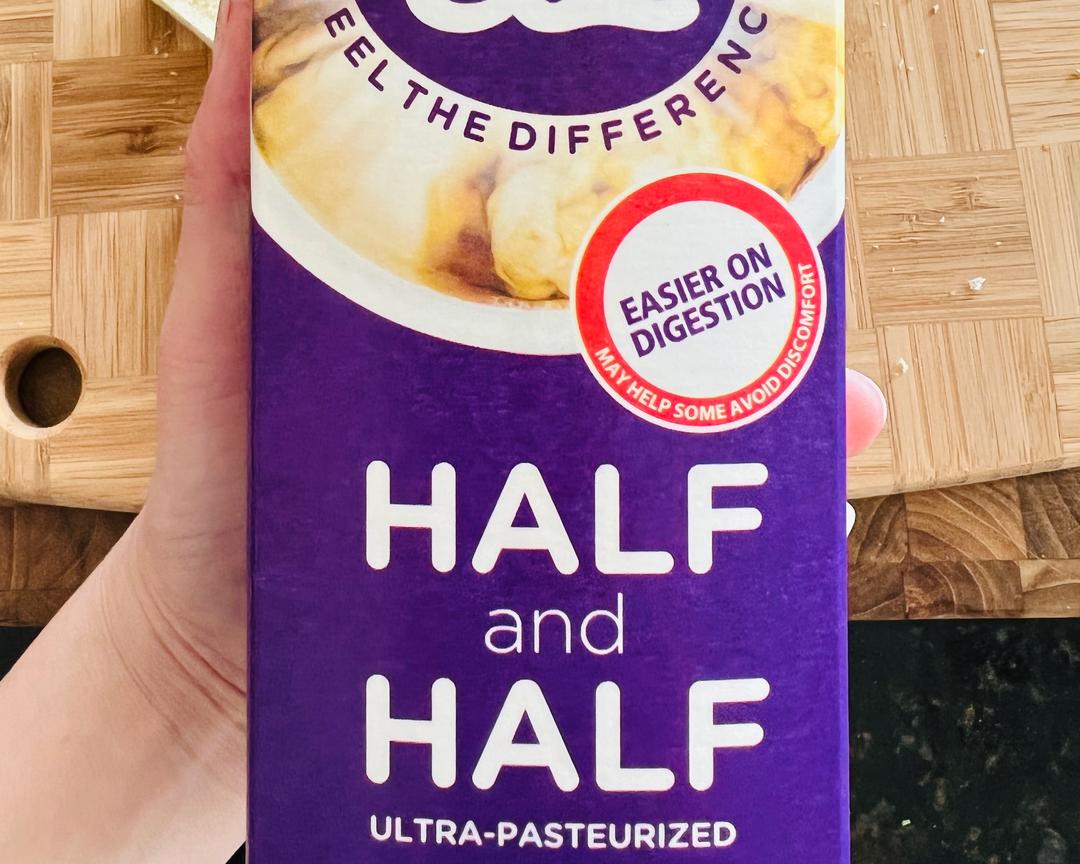 EEL THE DIFFERENC
EASIER ON
DIGESTION
MAY HELP SOME AVOID DISCOMFORT
HALF
and
HALF
ULTRA-PASTEURIZED